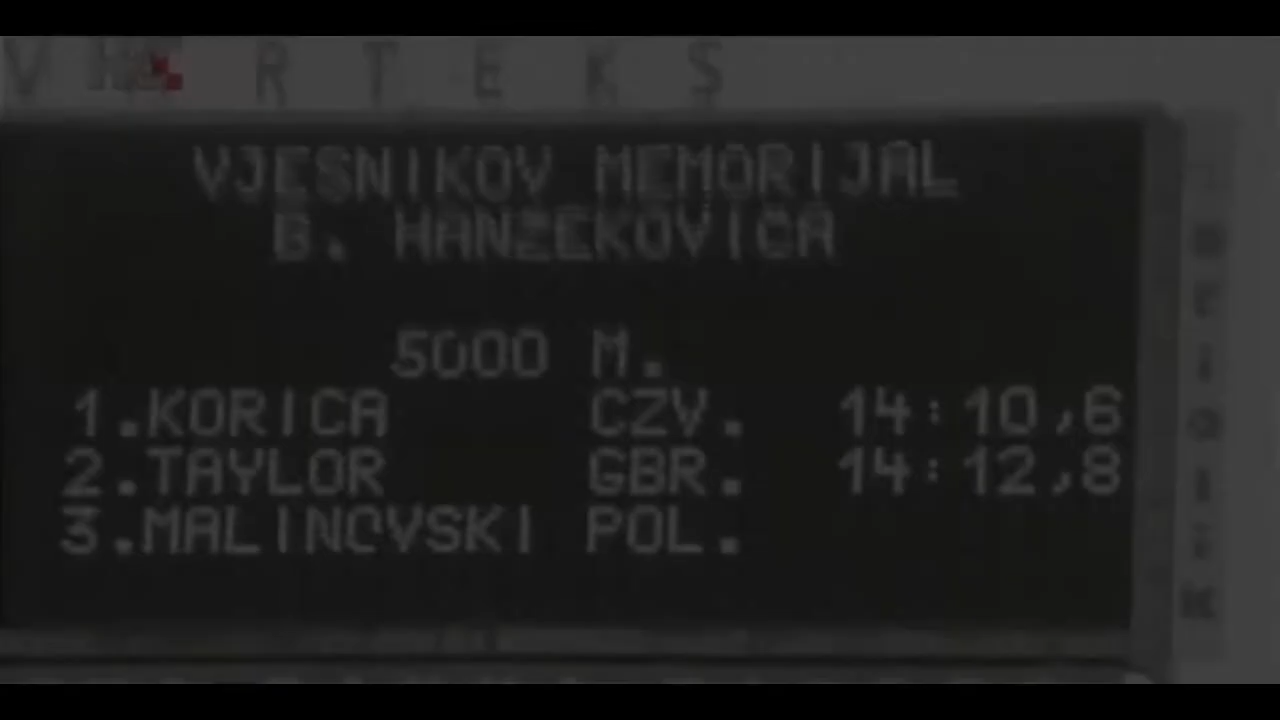 VARTEKS
VJESNIKOV MEMORIJAL
B. HANZEKOVICA
5000 M.
1.KORICA CZV. 14:10,6
2.TAYLOR GBR. 14:12,8
3.MALINOVSKI POL.